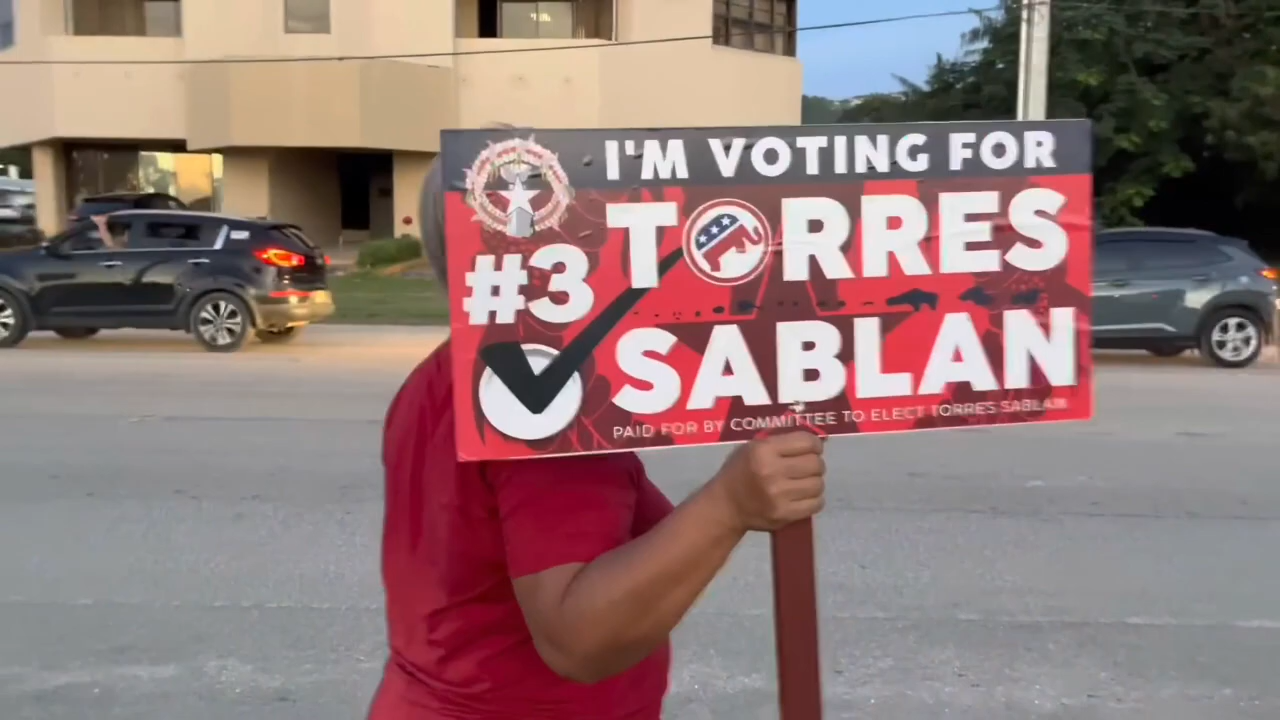 I'M VOTING FOR
#3 TORRES
SABLAN
PAID FOR BY COMMITTEE TO ELECT TORRES SABLAN